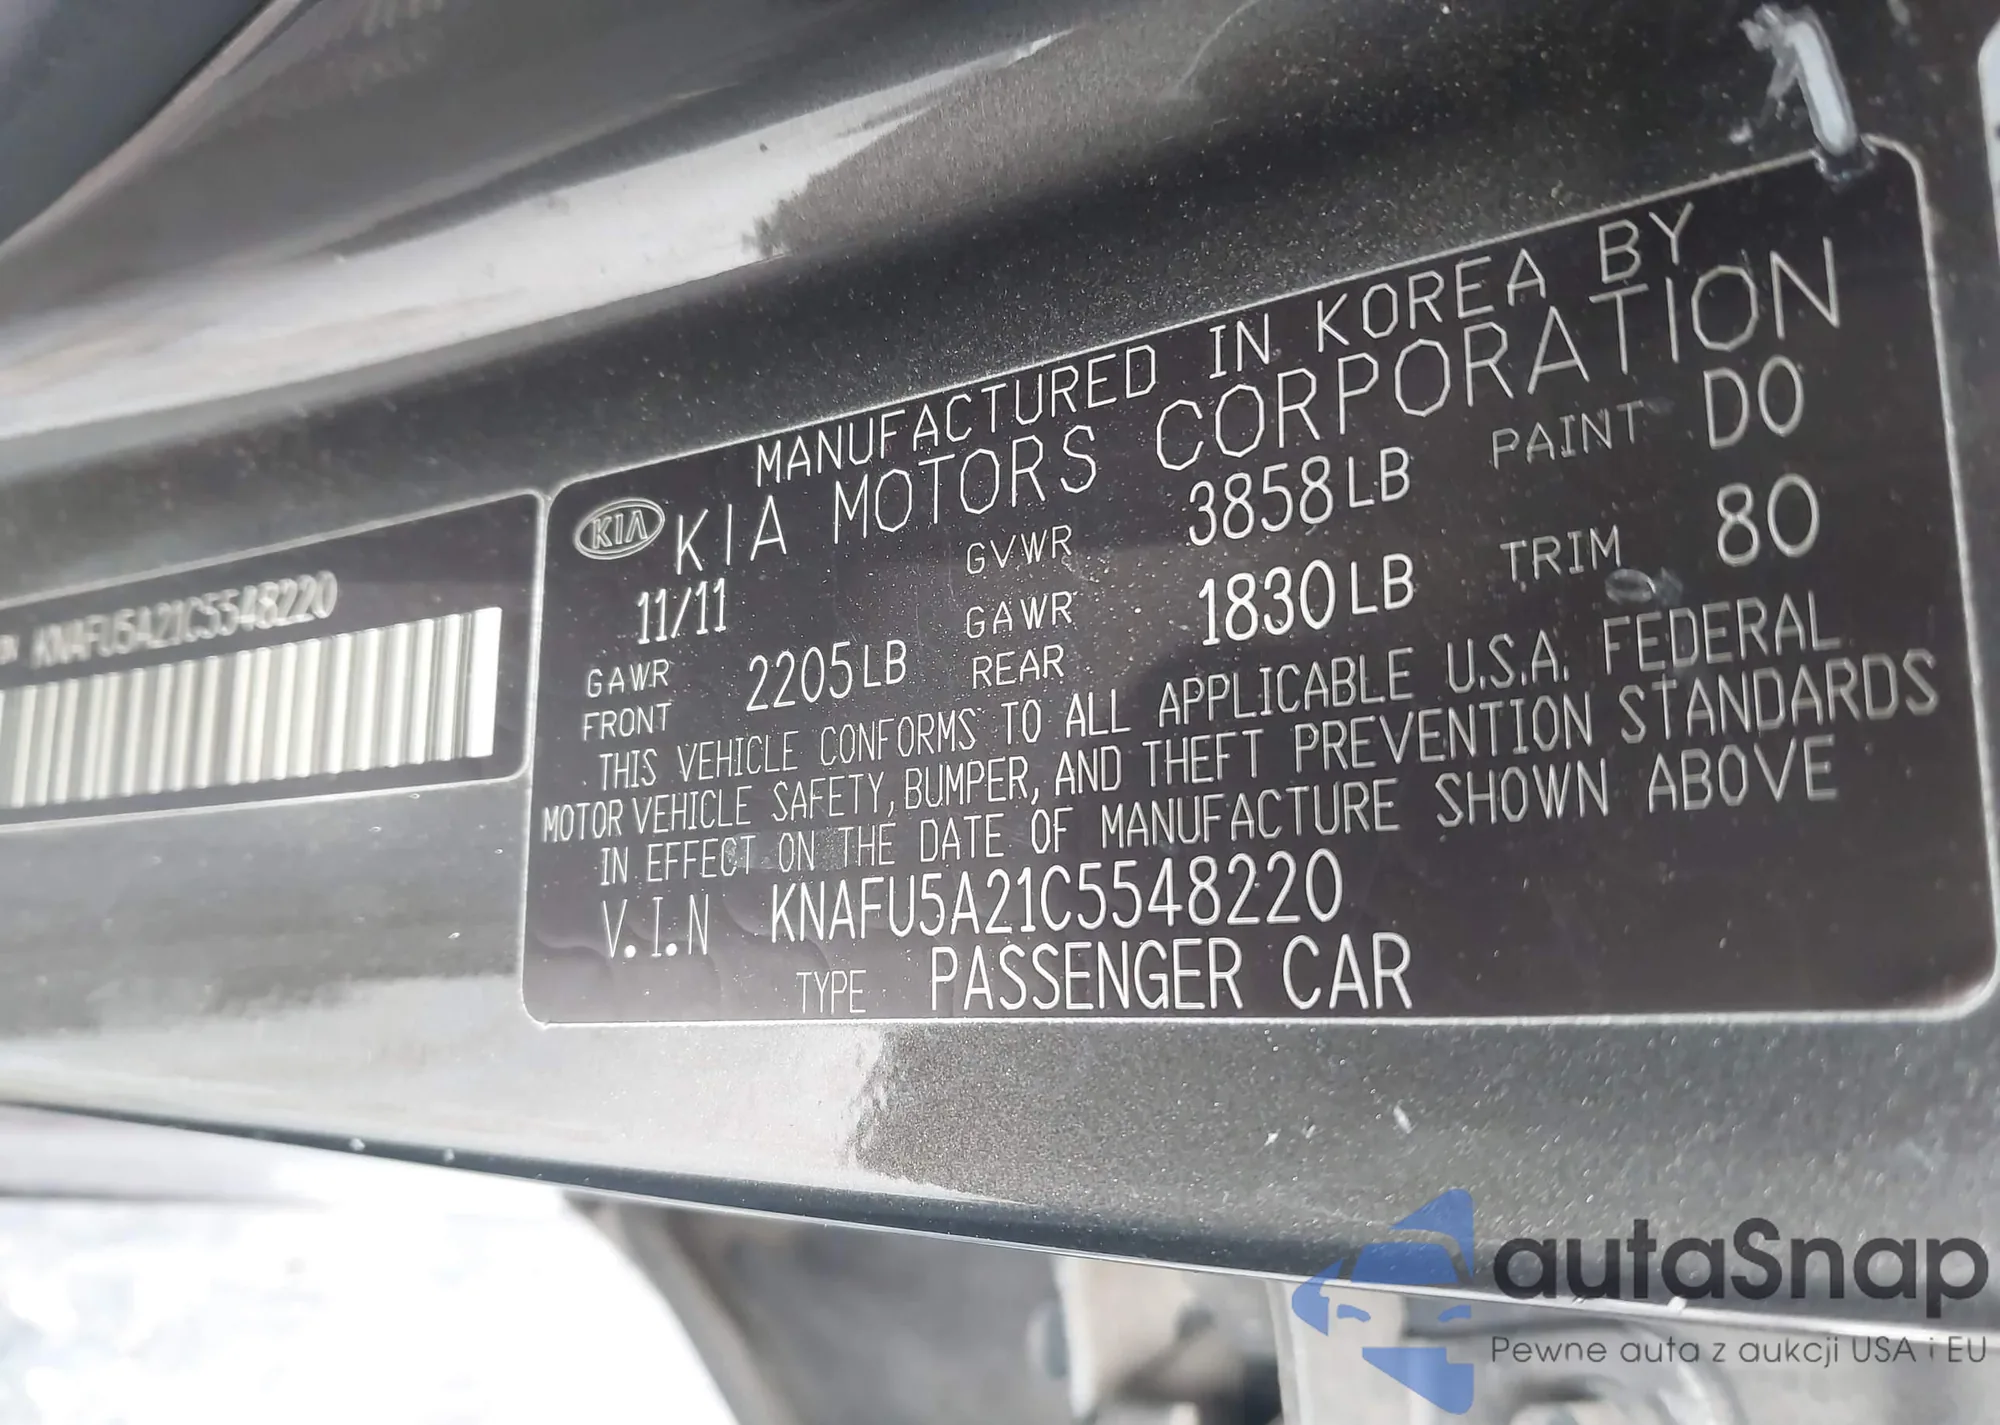 KNAFU5A21C5548220
MANUFACTURED IN KOREA BY
KIA KIA MOTORS CORPORATION
11/11 GVWR 3858LB PAINT D0
GAWR FRONT 2205LB GAWR REAR 1830LB TRIM 80
THIS VEHICLE CONFORMS TO ALL APPLICABLE U.S.A. FEDERAL
MOTOR VEHICLE SAFETY, BUMPER, AND THEFT PREVENTION STANDARDS
IN EFFECT ON THE DATE OF MANUFACTURE SHOWN ABOVE
V.I.N KNAFU5A21C5548220
TYPE PASSENGER CAR
autaSnap
Pewne auta z aukcji USA i EU